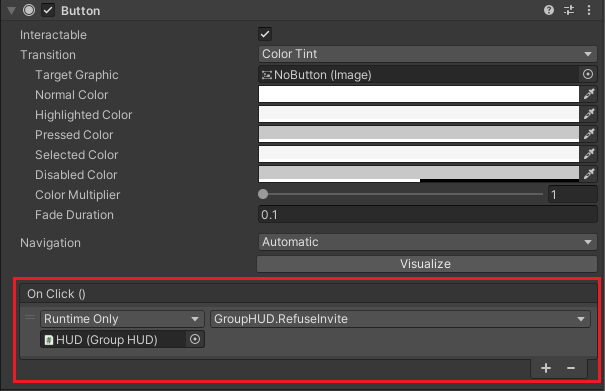 Button
Interactable
Transition
Color Tint
Target Graphic
NoButton (Image)
Normal Color
Highlighted Color
Pressed Color
Selected Color
Disabled Color
Color Multiplier
1
Fade Duration
0.1
Navigation
Automatic
Visualize
On Click ()
Runtime Only
GroupHUD.RefuseInvite
HUD (Group HUD)